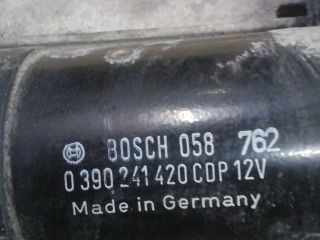 BOSCH 058 762
0 390 241 420 CDP 12V
Made in Germany